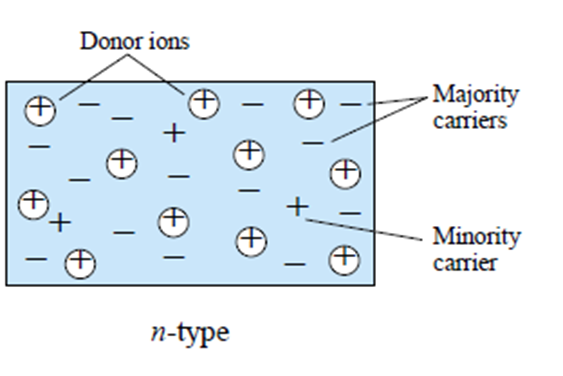 Donor ions
Majority
carriers
Minority
carrier
n-type